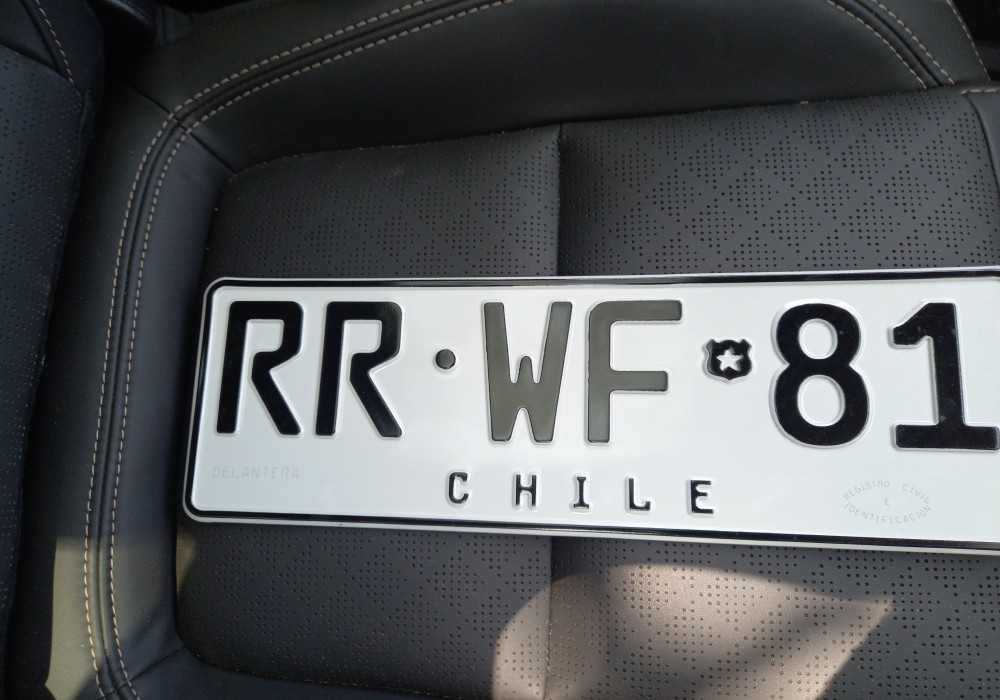 RR·WF 81
DELANTERA
CHILE
REGISTRO CIVIL
E
IDENTIFICACION